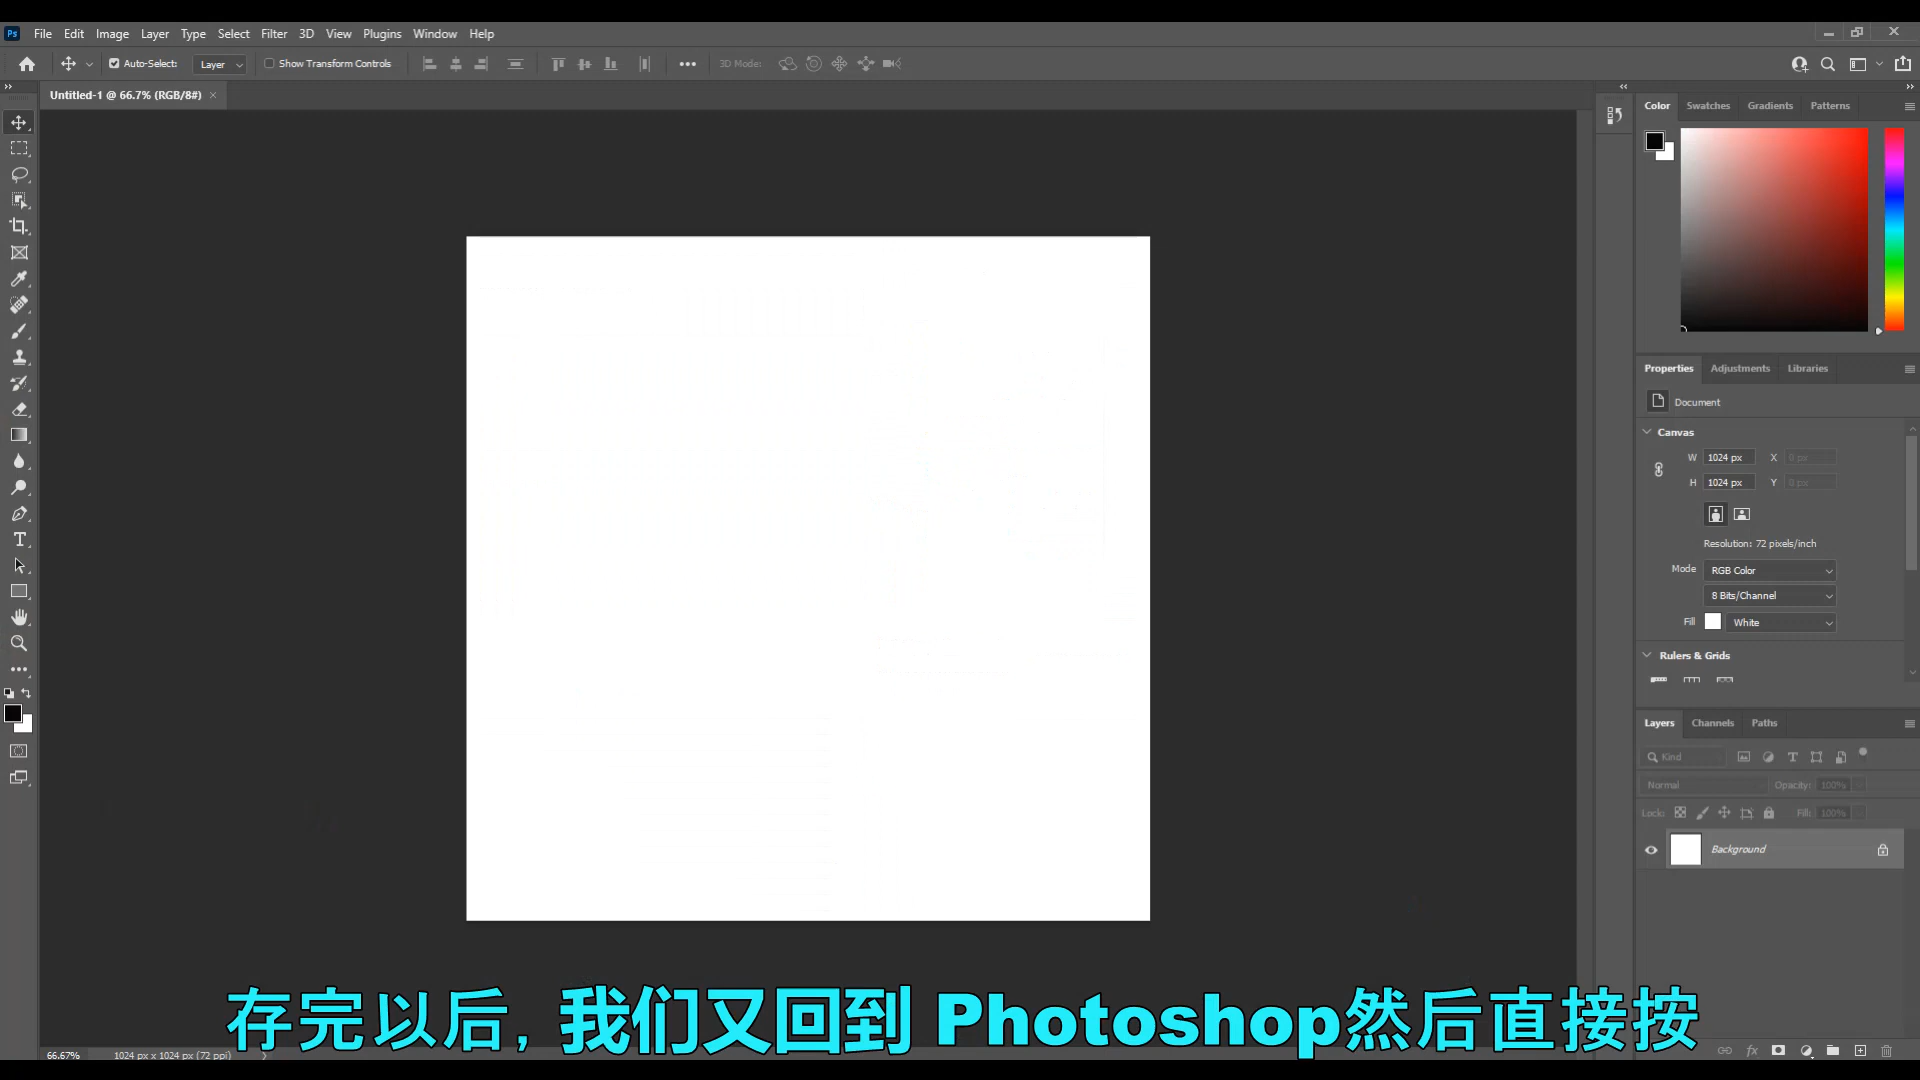 Ps File Edit Image Layer Type Select Filter 3D View Plugins Window Help
Auto-Select: Layer Show Transform Controls 3D Mode:
Untitled-1 @ 66.7% (RGB/8#) ×
Color Swatches Gradients Patterns
Properties Adjustments Libraries
Document
Canvas
W 1024 px X 0 px
H 1024 px Y 0 px
Resolution: 72 pixels/inch
Mode RGB Color
8 Bits/Channel
Fill White
Rulers & Grids
Layers Channels Paths
Kind
Normal Opacity: 100%
Lock: Fill: 100%
Background
存完以后, 我们又回到 Photoshop然后直接按
66.67% 1024 px x 1024 px (72 ppi)
fx